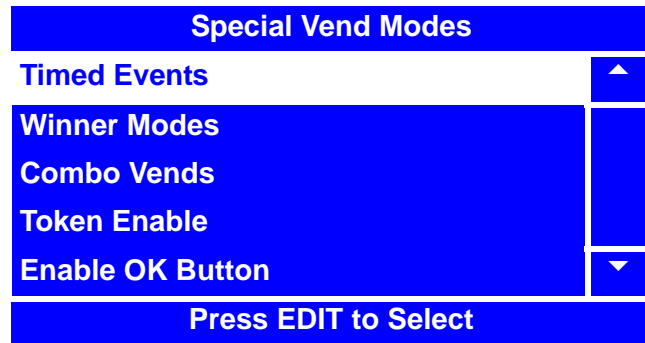 Special Vend Modes
Timed Events
Winner Modes
Combo Vends
Token Enable
Enable OK Button
Press EDIT to Select